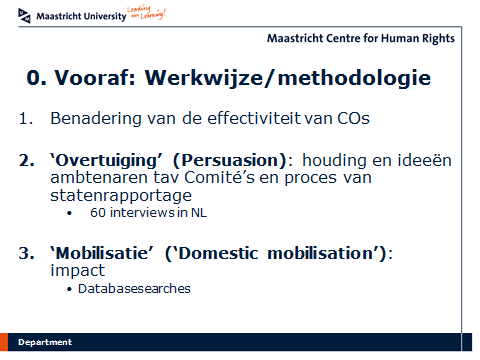 Maastricht University
Leading
in Learning!
Maastricht Centre for Human Rights
0. Vooraf: Werkwijze/methodologie
1. Benadering van de effectiviteit van COs
2. ‘Overtuiging’ (Persuasion): houding en ideeën
ambtenaren tav Comité’s en proces van
statenrapportage
• 60 interviews in NL
3. ‘Mobilisatie’ (‘Domestic mobilisation’):
impact
• Databasesearches
Department